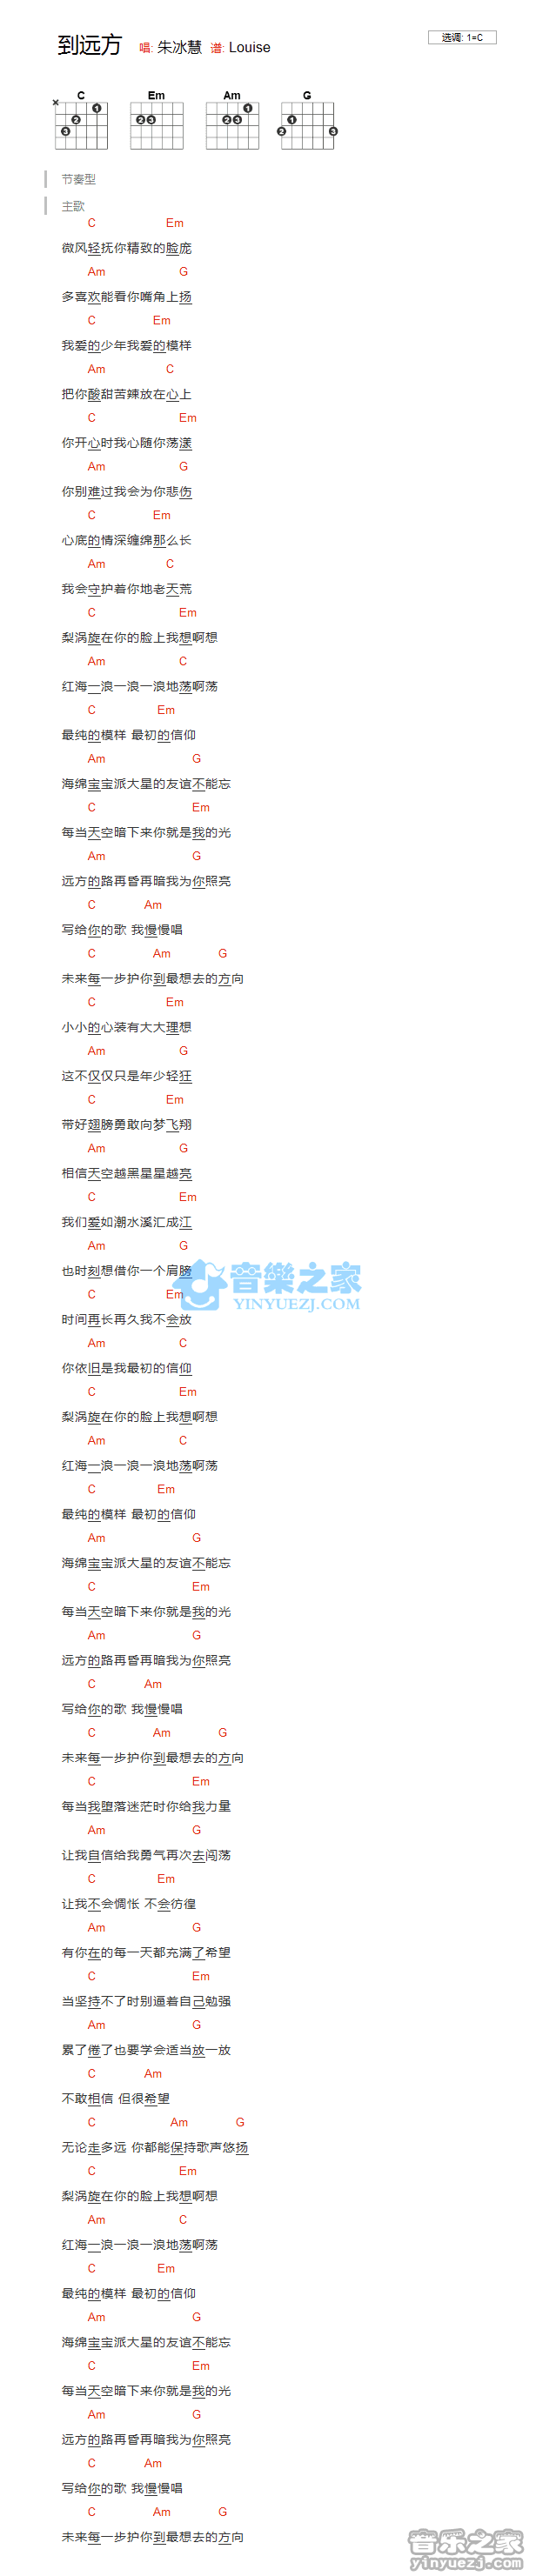 到远方 唱: 朱冰慧 谱: Louise
选调: 1=C
C Em Am G
节奏型
主歌
C Em
微风轻抚你精致的脸庞
Am G
多喜欢能看你嘴角上扬
C Em
我爱的少年我爱的模样
Am C
把你酸甜苦辣放在心上
C Em
你开心时我心随你荡漾
Am G
你别难过我会为你悲伤
C Em
心底的情深缠绵那么长
Am C
我会守护着你地老天荒
C Em
梨涡旋在你的脸上我想啊想
Am C
红海一浪一浪一浪地荡啊荡
C Em
最纯的模样 最初的信仰
Am G
海绵宝宝派大星的友谊不能忘
C Em
每当天空暗下来你就是我的光
Am G
远方的路再昏再暗我为你照亮
C Am
写给你的歌 我慢慢唱
C Am G
未来每一步护你到最想去的方向
C Em
小小的心装有大大理想
Am G
这不仅仅只是年少轻狂
C Em
带好翅膀勇敢向梦飞翔
Am G
相信天空越黑星星越亮
C Em
我们爱如潮水溪汇成江
Am G
也时刻想借你一个肩膀
C Em
时间再长再久我不会放
Am C
你依旧是我最初的信仰
C Em
梨涡旋在你的脸上我想啊想
Am C
红海一浪一浪一浪地荡啊荡
C Em
最纯的模样 最初的信仰
Am G
海绵宝宝派大星的友谊不能忘
C Em
每当天空暗下来你就是我的光
Am G
远方的路再昏再暗我为你照亮
C Am
写给你的歌 我慢慢唱
C Am G
未来每一步护你到最想去的方向
C Em
每当我堕落迷茫时你给我力量
Am G
让我自信给我勇气再次去闯荡
C Em
让我不会惆怅 不会彷徨
Am G
有你在的每一天都充满了希望
C Em
当坚持不了时别逼着自己勉强
Am G
累了倦了也要学会适当放一放
C Am
不敢相信 但很希望
C Am G
无论走多远 你都能保持歌声悠扬
C Em
梨涡旋在你的脸上我想啊想
Am C
红海一浪一浪一浪地荡啊荡
C Em
最纯的模样 最初的信仰
Am G
海绵宝宝派大星的友谊不能忘
C Em
每当天空暗下来你就是我的光
Am G
远方的路再昏再暗我为你照亮
C Am
写给你的歌 我慢慢唱
C Am G
未来每一步护你到最想去的方向
音樂之家
YINYUEZJ.COM
音乐之家
yinyuezj.com